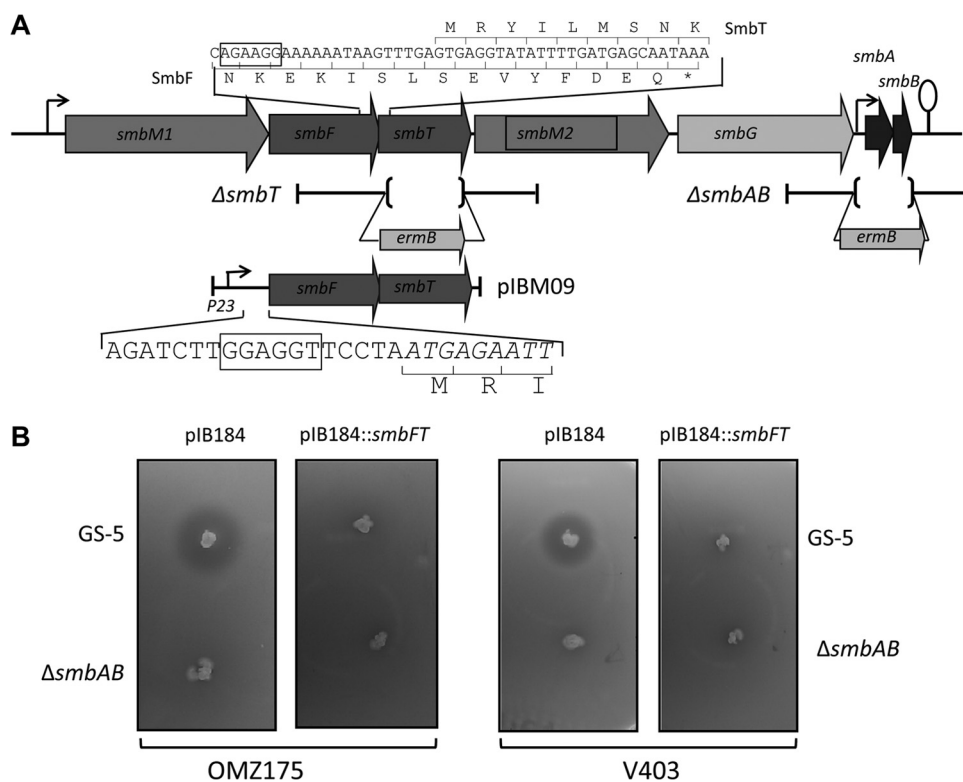 A
M R Y I L M S N K SmbT
CAGAAGGAAAAAATAAGTTTGAGTGAGGTATATTTTGATGAGCAATAAA
SmbF N K E K I S L S E V Y F D E Q *
smbA
smbB
smbM1 smbF smbT smbM2 smbG
ΔsmbT ΔsmbAB
ermB ermB
smbF smbT pIBM09
P23
AGATCTTGGAGGTTCCTAATGAGAATT
M R I
B
pIB184 pIB184::smbFT pIB184 pIB184::smbFT
GS-5 GS-5
ΔsmbAB ΔsmbAB
OMZ175 V403